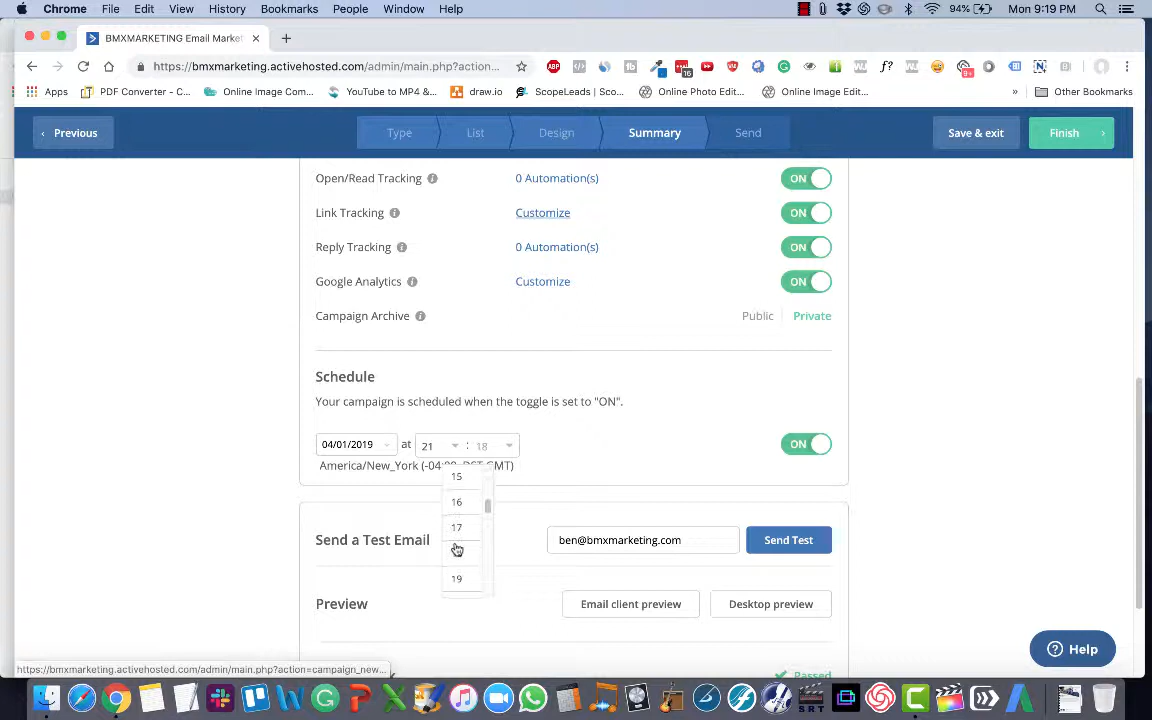 Chrome File Edit View History Bookmarks People Window Help 94% Mon 9:19 PM
BMXMARKETING Email Market
https://bmxmarketing.activehosted.com/admin/main.php?action...
Apps PDF Converter - C... Online Image Com... YouTube to MP4 &... draw.io ScopeLeads | Sco... Online Photo Edit... Online Image Edit... » Other Bookmarks
‹ Previous Type List Design Summary Send Save & exit Finish ›
Open/Read Tracking 0 Automation(s) ON
Link Tracking Customize ON
Reply Tracking 0 Automation(s) ON
Google Analytics Customize ON
Campaign Archive Public Private
Schedule
Your campaign is scheduled when the toggle is set to "ON".
04/01/2019 at 21 : 18 ON
America/New_York
15
16
17
19
Send a Test Email ben@bmxmarketing.com Send Test
Preview Email client preview Desktop preview
Passed
Help
https://bmxmarketing.activehosted.com/admin/main.php?action=campaign_new...